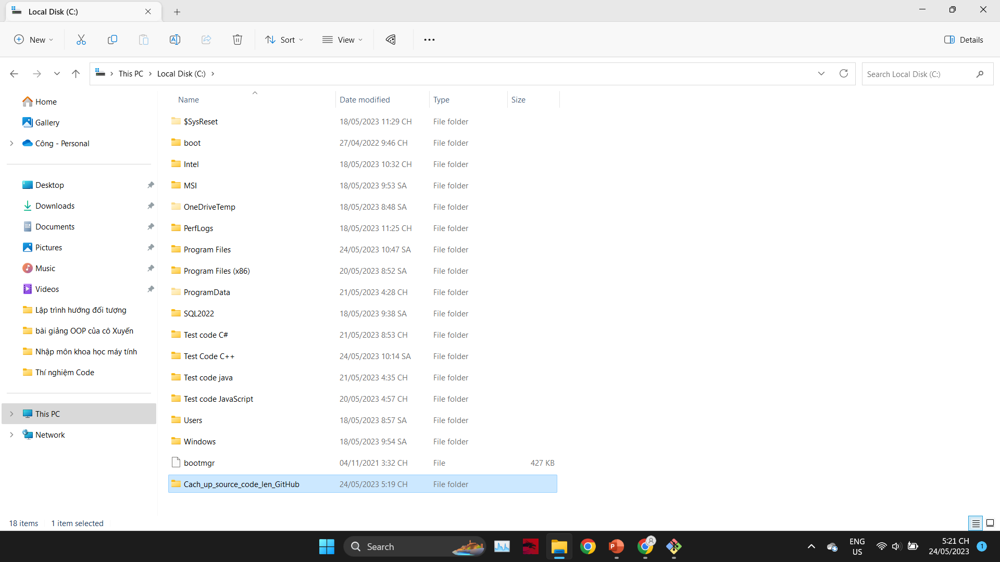 Local Disk (C:)
New
Sort
View
Details
This PC
Local Disk (C:)
Search Local Disk (C:)
Home
Gallery
Công - Personal
Desktop
Downloads
Documents
Pictures
Music
Videos
Lập trình hướng đối tượng
bài giảng OOP của cô Xuyến
Nhập môn khoa học máy tính
Thí nghiệm Code
This PC
Network
Name Date modified Type Size
$SysReset 18/05/2023 11:29 CH File folder
boot 27/04/2022 9:46 CH File folder
Intel 18/05/2023 10:32 CH File folder
MSI 18/05/2023 9:53 SA File folder
OneDriveTemp 18/05/2023 8:48 SA File folder
PerfLogs 18/05/2023 11:25 CH File folder
Program Files 24/05/2023 10:47 SA File folder
Program Files (x86) 20/05/2023 8:52 SA File folder
ProgramData 21/05/2023 4:28 CH File folder
SQL2022 18/05/2023 9:38 SA File folder
Test code C# 21/05/2023 8:53 CH File folder
Test Code C++ 24/05/2023 10:14 SA File folder
Test code java 21/05/2023 4:35 CH File folder
Test code JavaScript 20/05/2023 4:57 CH File folder
Users 18/05/2023 8:57 SA File folder
Windows 18/05/2023 9:54 SA File folder
bootmgr 04/11/2021 3:32 CH File 427 KB
Cach_up_source_code_len_GitHub 24/05/2023 5:19 CH File folder
18 items 1 item selected
Search
ENG
US
5:21 CH
24/05/2023
1